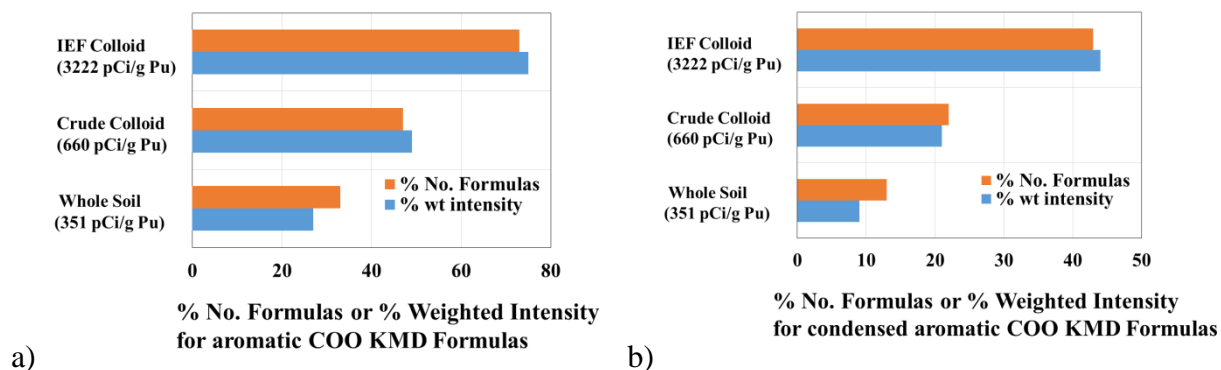 IEF Colloid
(3222 pCi/g Pu)
Crude Colloid
(660 pCi/g Pu)
Whole Soil
(351 pCi/g Pu)
% No. Formulas
% wt intensity
0 20 40 60 80
% No. Formulas or % Weighted Intensity
for aromatic COO KMD Formulas
a)
IEF Colloid
(3222 pCi/g Pu)
Crude Colloid
(660 pCi/g Pu)
Whole Soil
(351 pCi/g Pu)
% No. Formulas
% wt intensity
0 10 20 30 40 50
% No. Formulas or % Weighted Intensity
for condensed aromatic COO KMD Formulas
b)